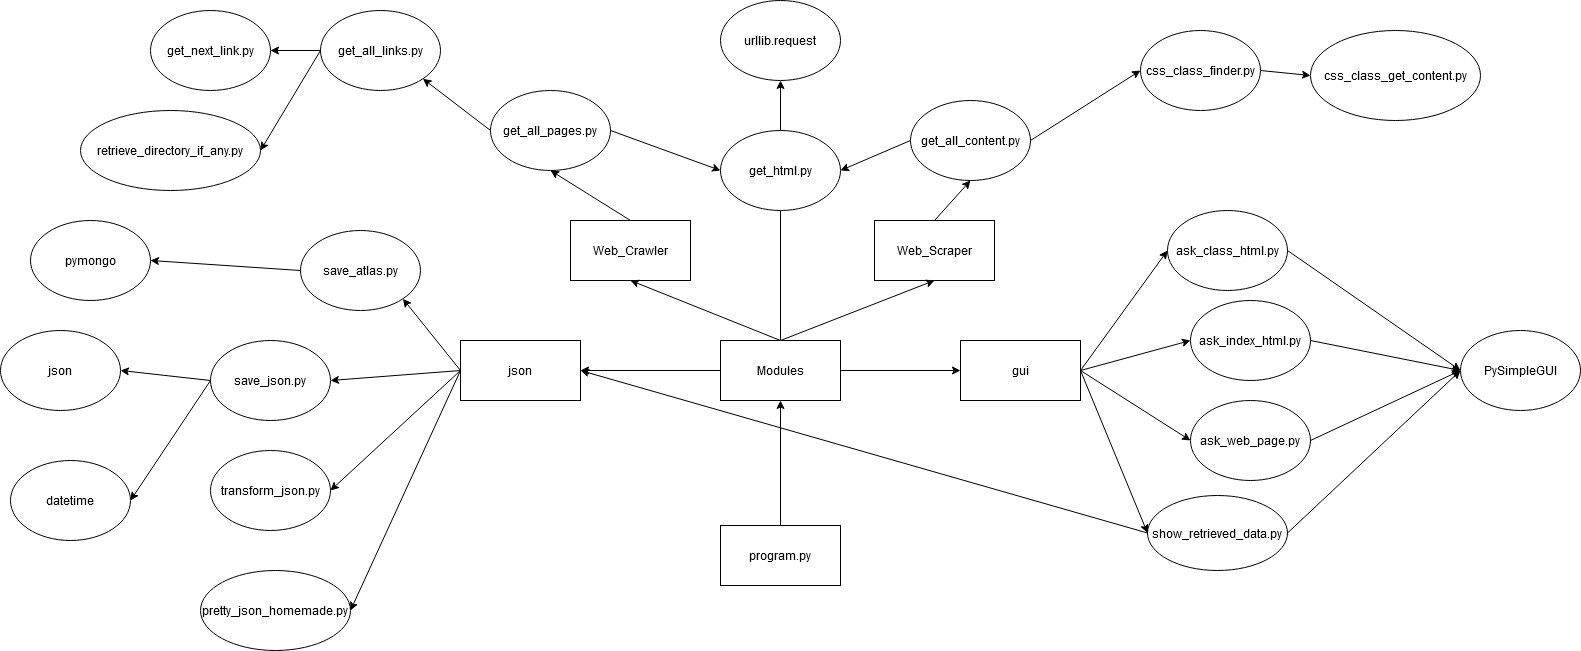 urllib.request
get_next_link.py
get_all_links.py
css_class_finder.py
css_class_get_content.py
get_all_pages.py
get_all_content.py
retrieve_directory_if_any.py
get_html.py
Web_Crawler
Web_Scraper
ask_class_html.py
pymongo
save_atlas.py
ask_index_html.py
json
save_json.py
json
Modules
gui
PySimpleGUI
ask_web_page.py
datetime
transform_json.py
show_retrieved_data.py
program.py
pretty_json_homemade.py